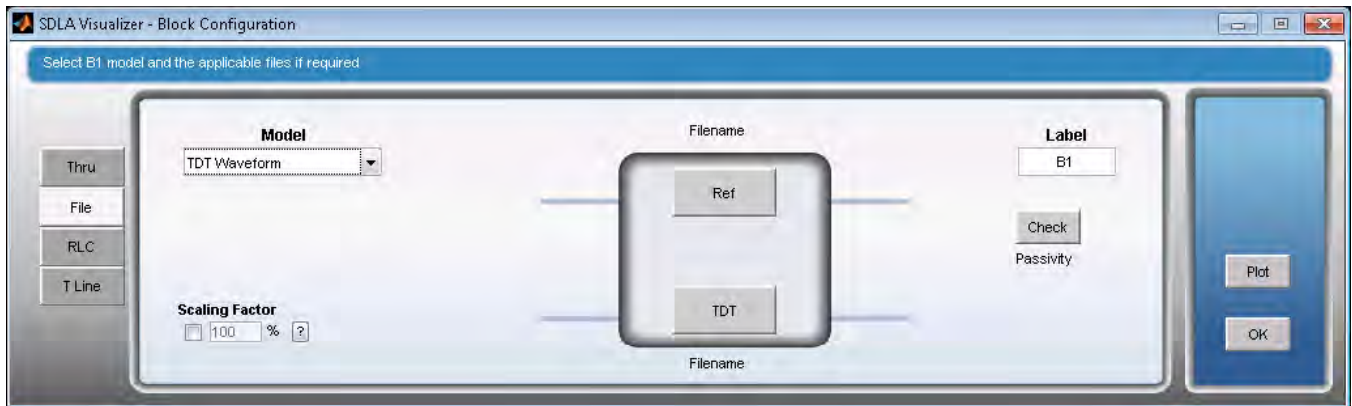 SDLA Visualizer - Block Configuration
Select B1 model and the applicable files if required
Thru
File
RLC
T Line
Model
TDT Waveform
Scaling Factor
100 % ?
Filename
Ref
TDT
Filename
Label
B1
Check
Passivity
Plot
OK